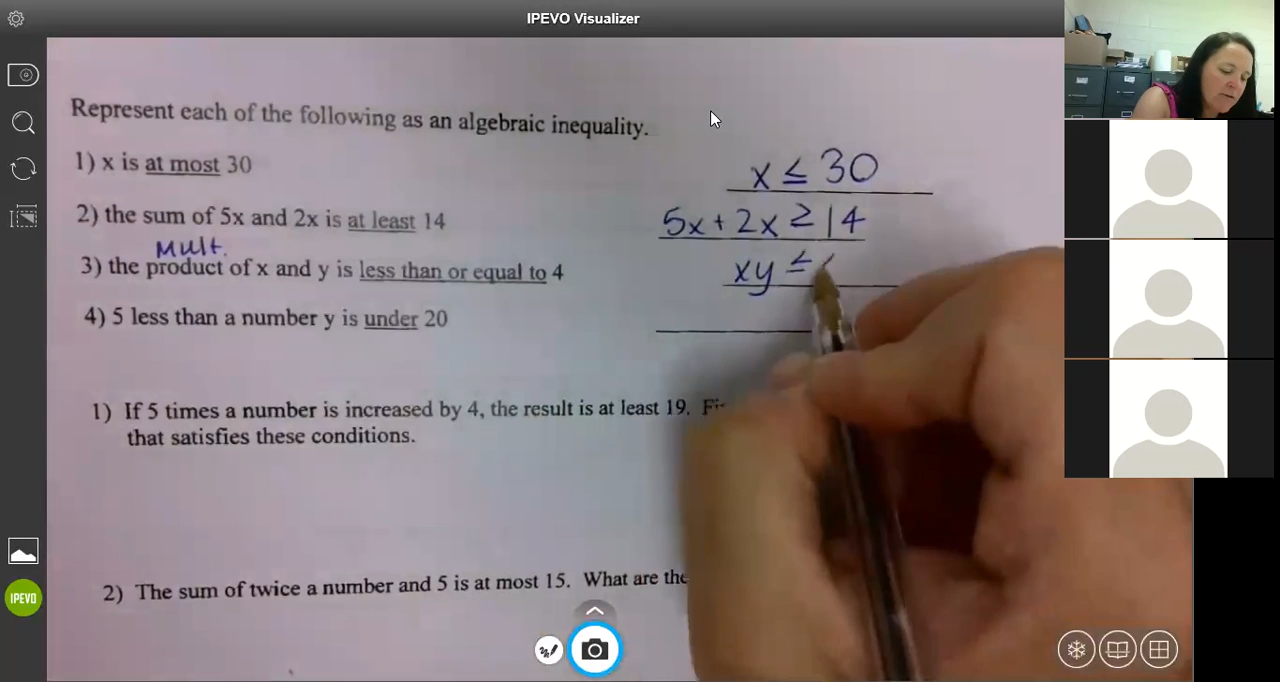 IPEVO Visualizer
Represent each of the following as an algebraic inequality.
1) x is at most 30
x ≤ 30
2) the sum of 5x and 2x is at least 14
5x + 2x ≥ 14
Mult.
3) the product of x and y is less than or equal to 4
xy ≤
4) 5 less than a number y is under 20
1) If 5 times a number is increased by 4, the result is at least 19.
that satisfies these conditions.
2) The sum of twice a number and 5 is at most 15. What are the
IPEVO